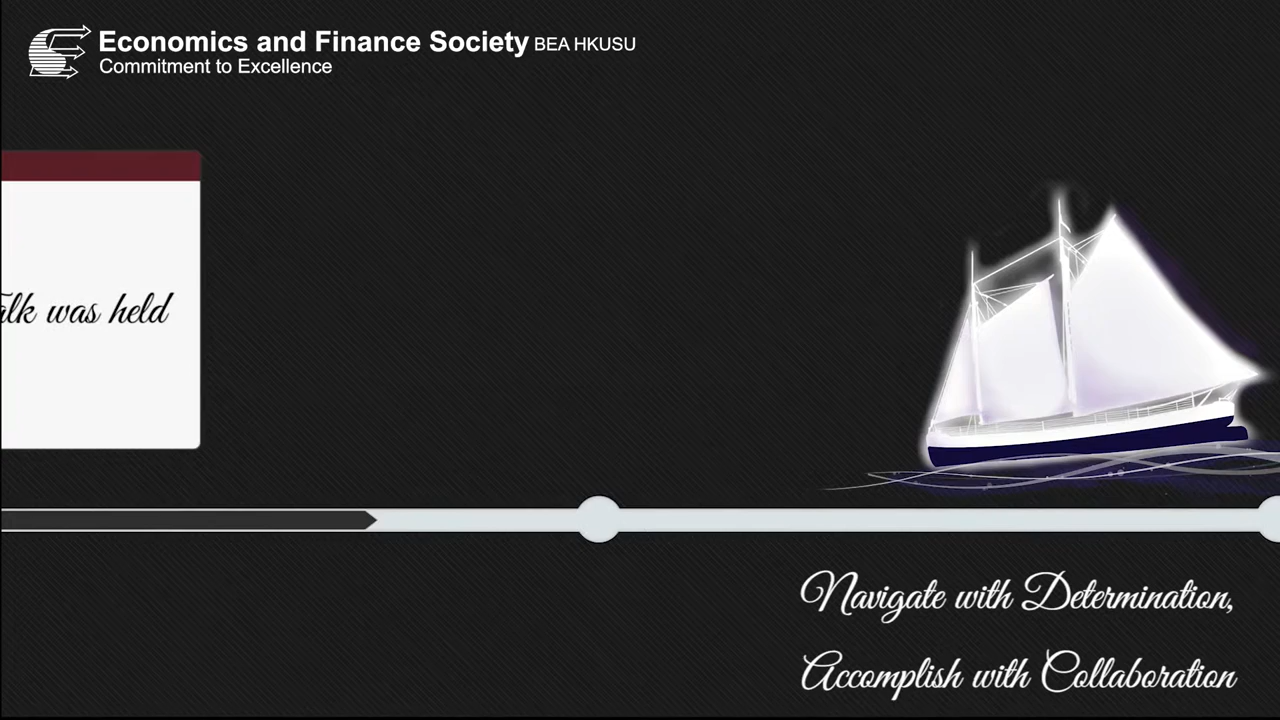 Economics and Finance Society BEA HKUSU
Commitment to Excellence
was held
Navigate with Determination,
Accomplish with Collaboration